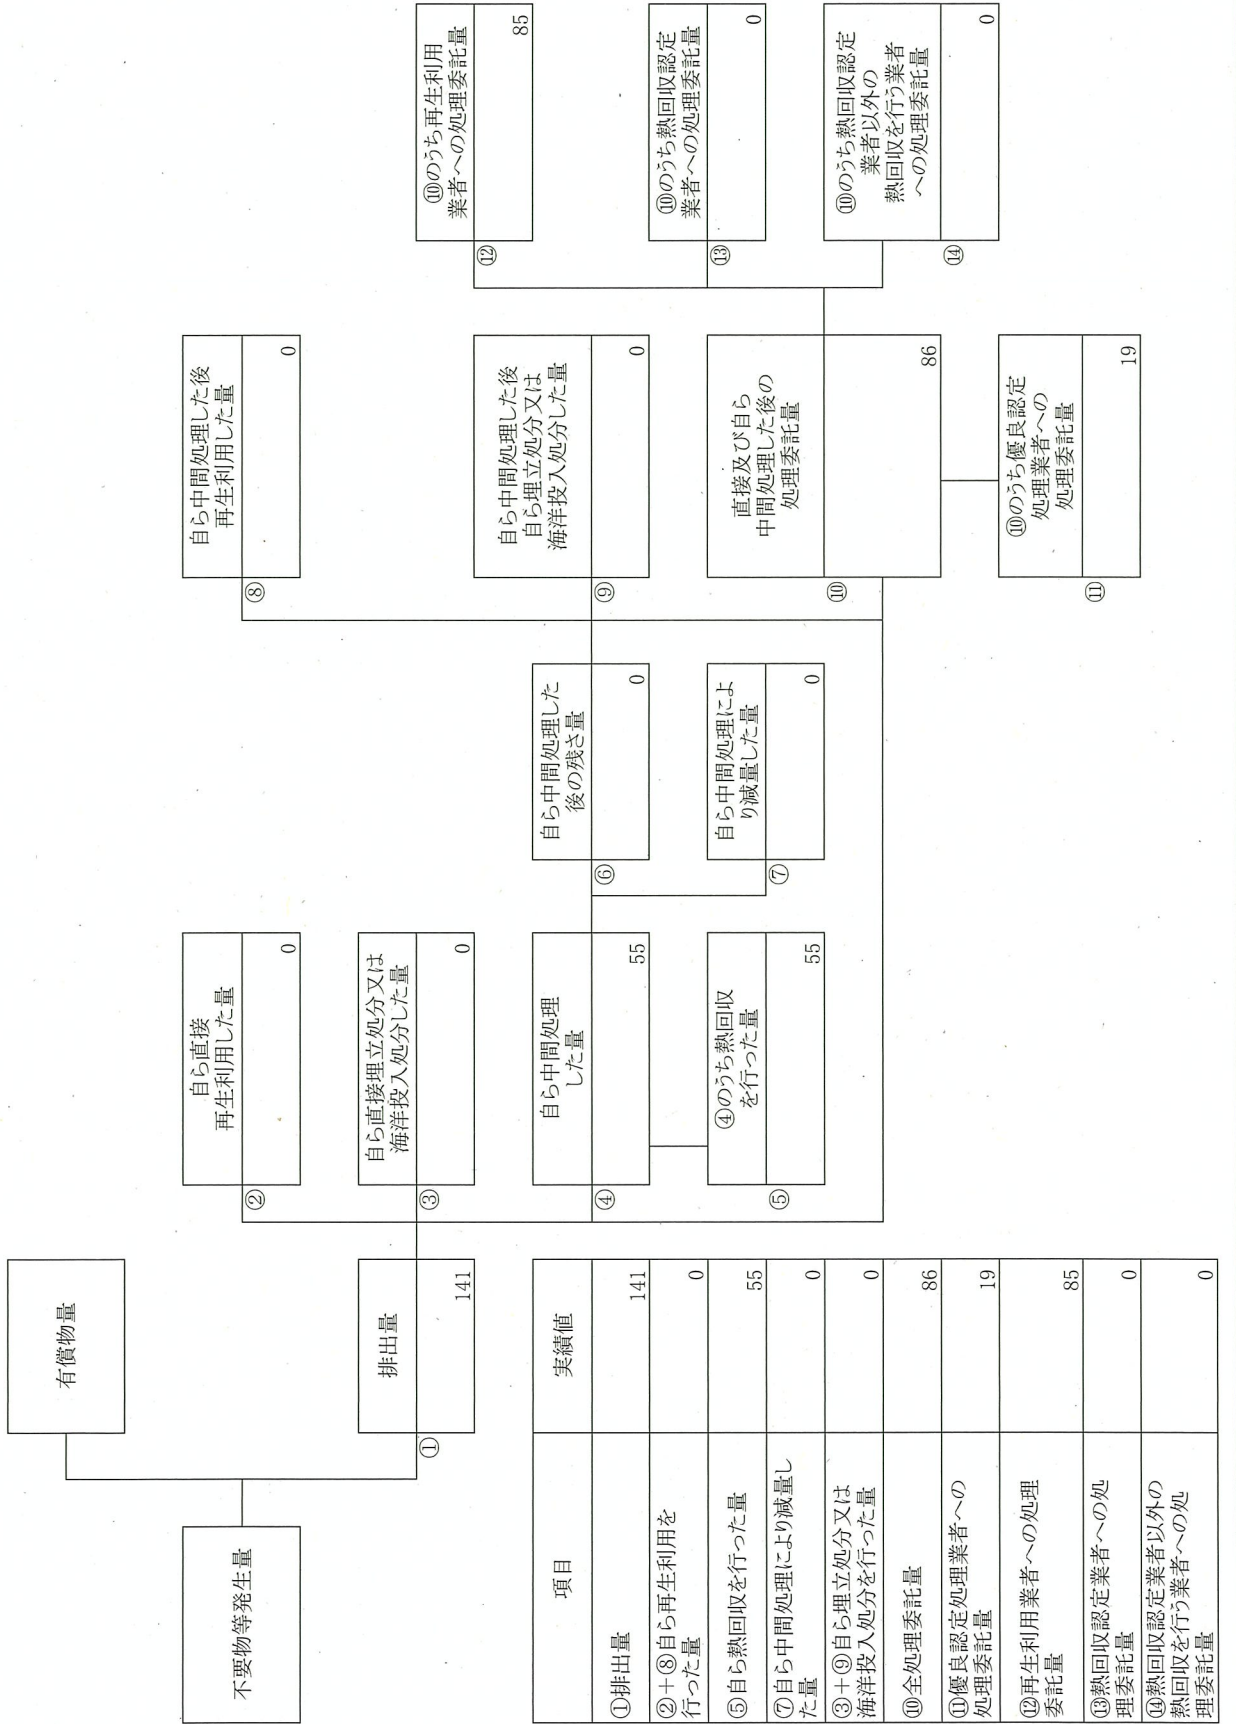 有償物量
不要物等発生量
①
排出量
141
②
自ら直接
再生利用した量
0
③
自ら直接埋立処分又は
海洋投入処分した量
0
④
自ら中間処理
した量
55
⑤
④のうち熱回収
を行った量
55
⑥
自ら中間処理した
後の残さ量
0
⑦
自ら中間処理によ
り減量した量
0
⑧
自ら中間処理した後
再生利用した量
0
⑨
自ら中間処理した後
自ら埋立処分又は
海洋投入処分した量
0
⑩
直接及び自ら
中間処理した後の
処理委託量
86
⑪
⑩のうち優良認定
処理業者への
処理委託量
19
⑫
⑩のうち再生利用
業者への処理委託量
85
⑬
⑩のうち熱回収認定
業者への処理委託量
0
⑭
⑩のうち熱回収認定
業者以外の
熱回収を行う業者
への処理委託量
0
項目 実績値
①排出量 141
②+⑧自ら再生利用を
行った量 0
⑤自ら熱回収を行った量 55
⑦自ら中間処理により減量し
た量 0
③+⑨自ら埋立処分又は
海洋投入処分を行った量 0
⑩全処理委託量 86
⑪優良認定処理業者への
処理委託量 19
⑫再生利用業者への処理
委託量 85
⑬熱回収認定業者への処
理委託量 0
⑭熱回収認定業者以外の
熱回収を行う業者への処
理委託量 0